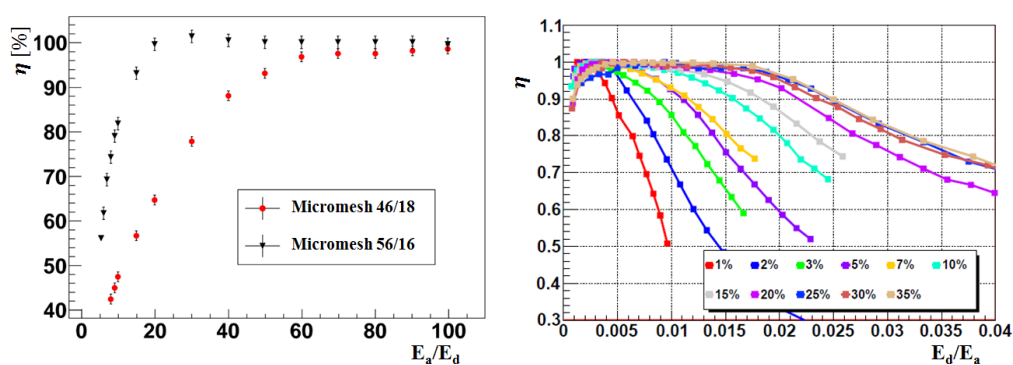 η [%]
100
90
80
70
60
50
40
Micromesh 46/18
Micromesh 56/16
0 20 40 60 80 100
Ea/Ed
η
1
0.9
0.8
0.7
0.6
0.5
0.4
0.3
1% 2% 3% 5% 7% 10%
15% 20% 25% 30% 35%
0 0.005 0.01 0.015 0.02 0.025 0.03 0.035 0.04
Ed/Ea